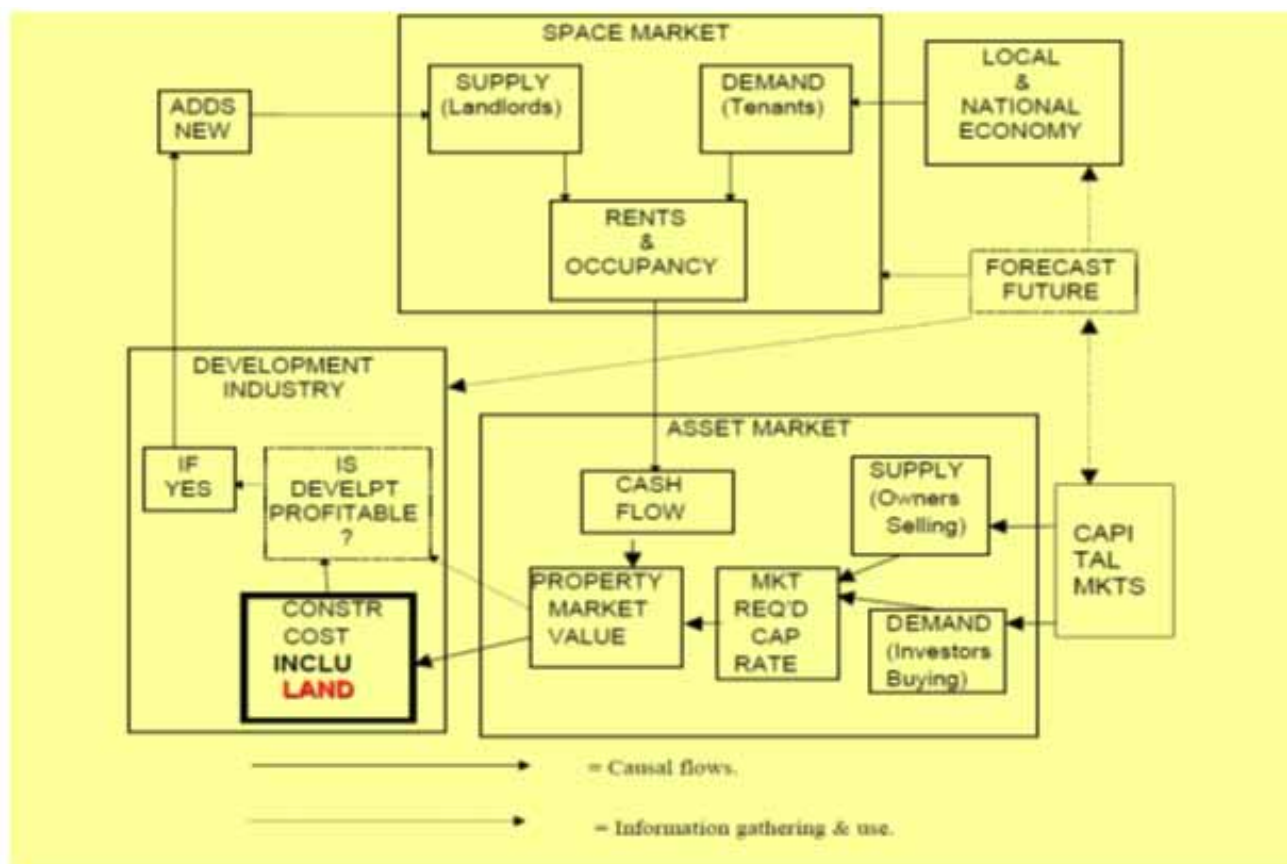 SPACE MARKET
SUPPLY
(Landlords)
DEMAND
(Tenants)
LOCAL
&
NATIONAL
ECONOMY
ADDS
NEW
RENTS
&
OCCUPANCY
FORECAST
FUTURE
DEVELOPMENT
INDUSTRY
IF
YES
IS
DEVELPT
PROFITABLE
?
CONSTR
COST
INCLU
LAND
ASSET MARKET
CASH
FLOW
SUPPLY
(Owners
Selling)
PROPERTY
MARKET
VALUE
MKT
REQ'D
CAP
RATE
DEMAND
(Investors
Buying)
CAPI
TAL
MKTS
= Causal flows.
= Information gathering & use.